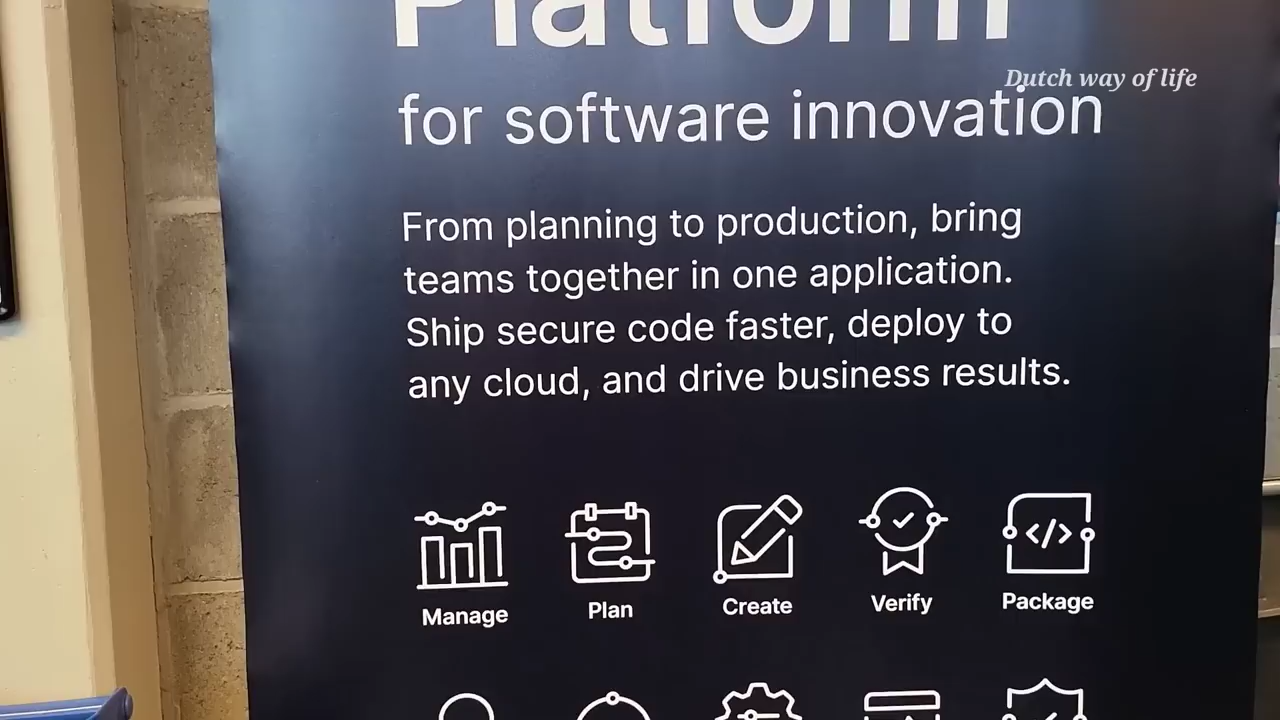 Platform
Dutch way of life
for software innovation
From planning to production, bring
teams together in one application.
Ship secure code faster, deploy to
any cloud, and drive business results.
Manage
Plan
Create
Verify
Package